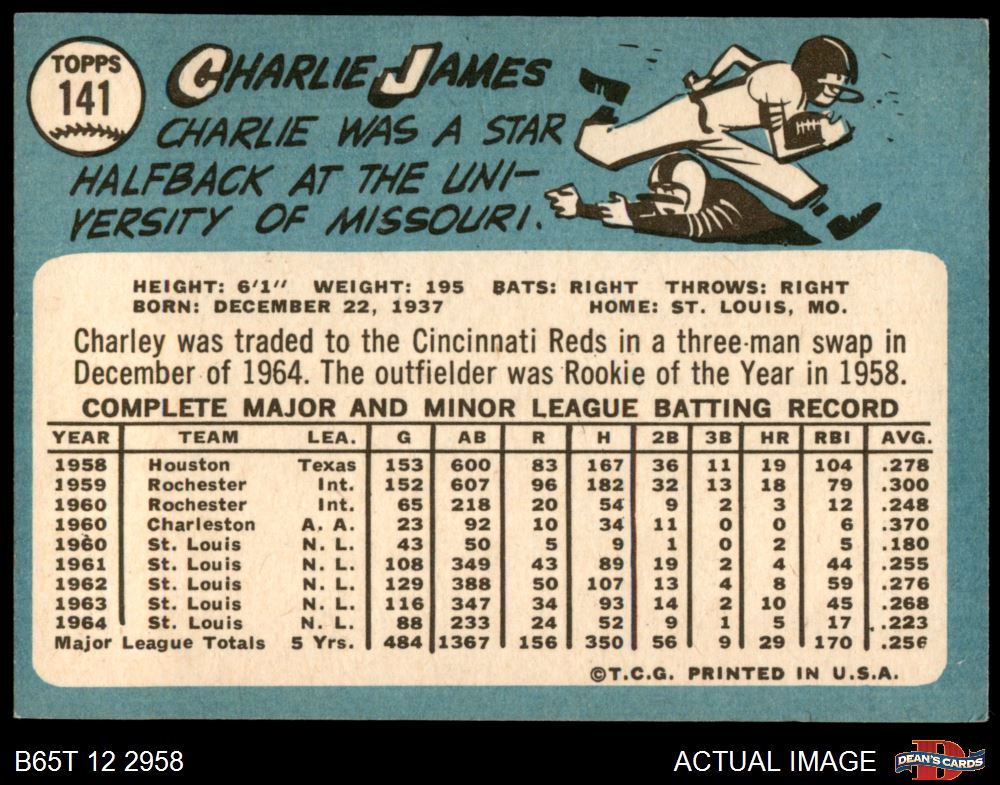 TOPPS
141
CHARLIE JAMES
CHARLIE WAS A STAR
HALFBACK AT THE UNI-
VERSITY OF MISSOURI.
HEIGHT: 6'1" WEIGHT: 195 BATS: RIGHT THROWS: RIGHT
BORN: DECEMBER 22, 1937 HOME: ST. LOUIS, MO.
Charley was traded to the Cincinnati Reds in a three-man swap in
December of 1964. The outfielder was Rookie of the Year in 1958.
COMPLETE MAJOR AND MINOR LEAGUE BATTING RECORD
YEAR TEAM LEA. G AB R H 2B 3B HR RBI AVG.
1958 Houston Texas 153 600 83 167 36 11 19 104 .278
1959 Rochester Int. 152 607 96 182 32 13 18 79 .300
1960 Rochester Int. 65 218 20 54 9 2 3 12 .248
1960 Charleston A. A. 23 92 10 34 11 0 0 6 .370
1960 St. Louis N. L. 43 50 5 9 1 0 2 5 .180
1961 St. Louis N. L. 108 349 43 89 19 2 4 44 .255
1962 St. Louis N. L. 129 388 50 107 13 4 8 59 .276
1963 St. Louis N. L. 116 347 34 93 14 2 10 45 .268
1964 St. Louis N. L. 88 233 24 52 9 1 5 17 .223
Major League Totals 5 Yrs. 484 1367 156 350 56 9 29 170 .256
©T.C.G. PRINTED IN U.S.A.
B65T 12 2958 ACTUAL IMAGE DEAN'S CARDS